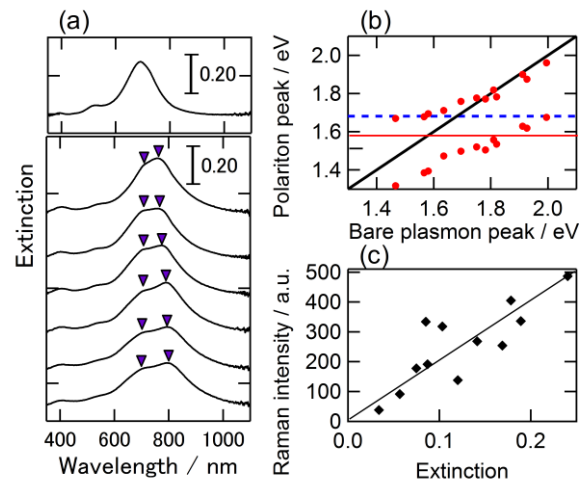 (a)
0.20
0.20
Extinction
400 600 800 1000
Wavelength / nm
(b)
Polariton peak / eV
2.0
1.8
1.6
1.4
1.4 1.6 1.8 2.0
Bare plasmon peak / eV
(c)
Raman intensity / a.u.
500
400
300
200
100
0
0.0 0.1 0.2
Extinction